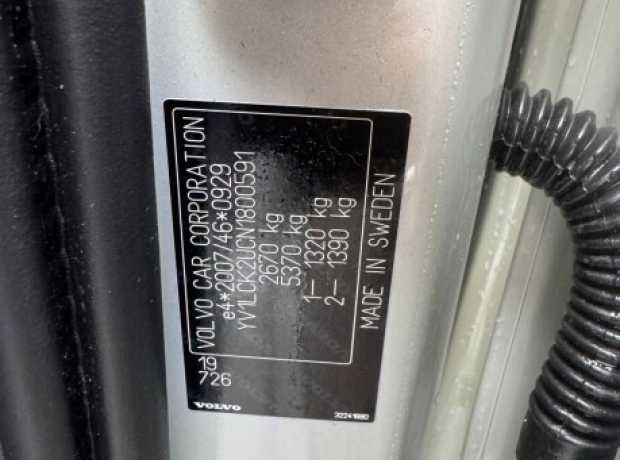 VOLVO CAR CORPORATION
e4*2007/46*0929
YV1LCK2UCN1800591
2670 kg
5370 kg
1– 1320 kg
2– 1390 kg
MADE IN SWEDEN
19
726
VOLVO